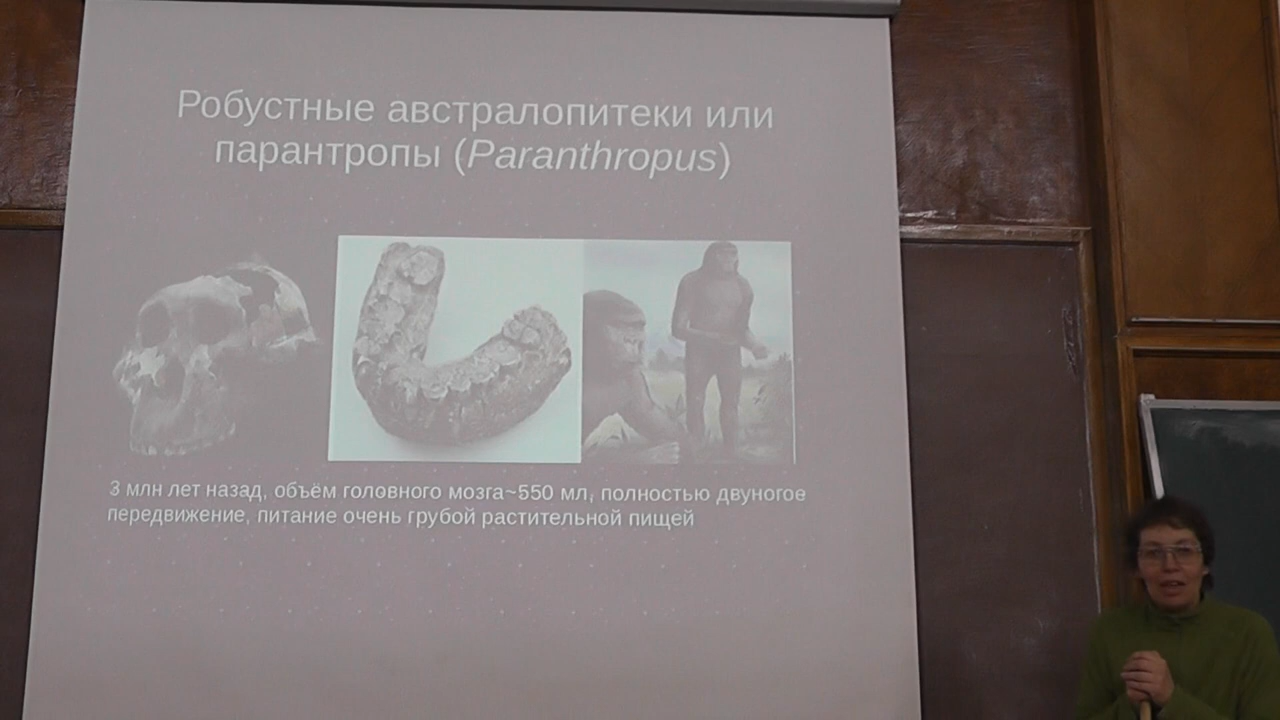 Робустные австралопитеки или
парантропы (Paranthropus)
3 млн лет назад, объём головного мозга~550 мл, полностью двуногое
передвижение, питание очень грубой растительной пищей